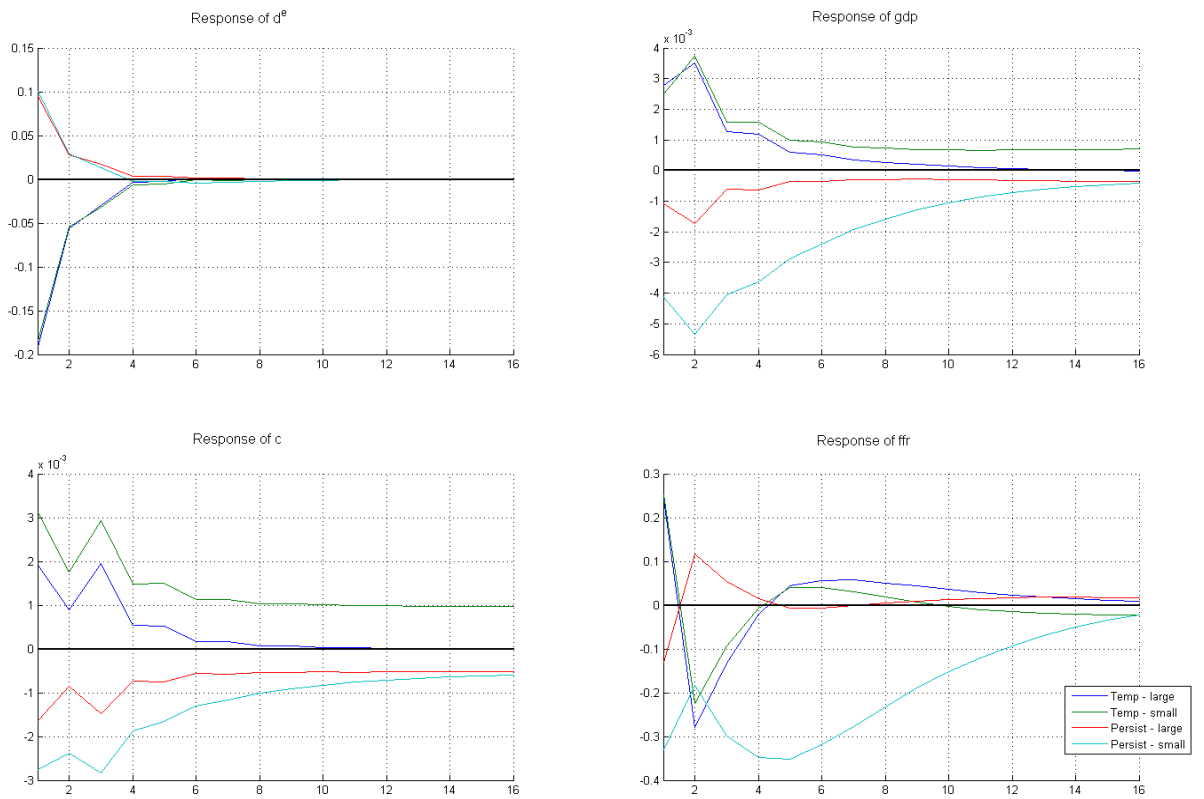 Response of dᵉ
0.15
0.1
0.05
0
-0.05
-0.1
-0.15
-0.2
2 4 6 8 10 12 14 16
Response of gdp
x 10⁻³
4
3
2
1
0
-1
-2
-3
-4
-5
-6
2 4 6 8 10 12 14 16
Response of c
x 10⁻³
4
3
2
1
0
-1
-2
-3
2 4 6 8 10 12 14 16
Response of ffr
0.3
0.2
0.1
0
-0.1
-0.2
-0.3
-0.4
2 4 6 8 10 12 14 16
Temp - large
Temp - small
Persist - large
Persist - small